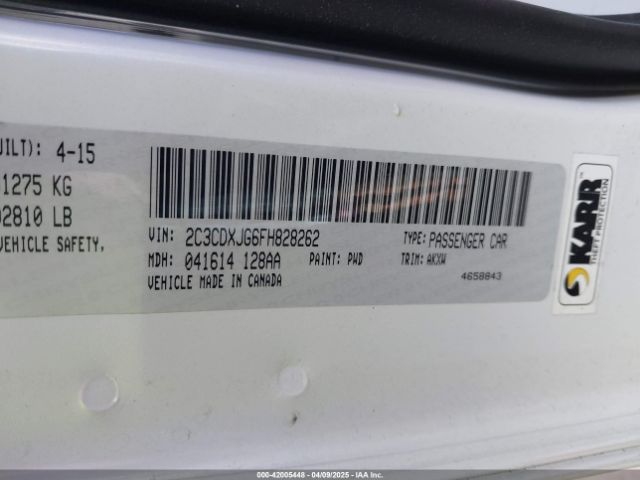 UILT): 4-15
1275 KG
2810 LB
VEHICLE SAFETY,
VIN: 2C3CDXJG6FH828262 TYPE: PASSENGER CAR
MDH: 041614 128AA PAINT: PWD TRIM: AKXW
VEHICLE MADE IN CANADA 4658843
KARR
THEFT PROTECTION
000-42005448 - 04/09/2025 - IAA Inc.